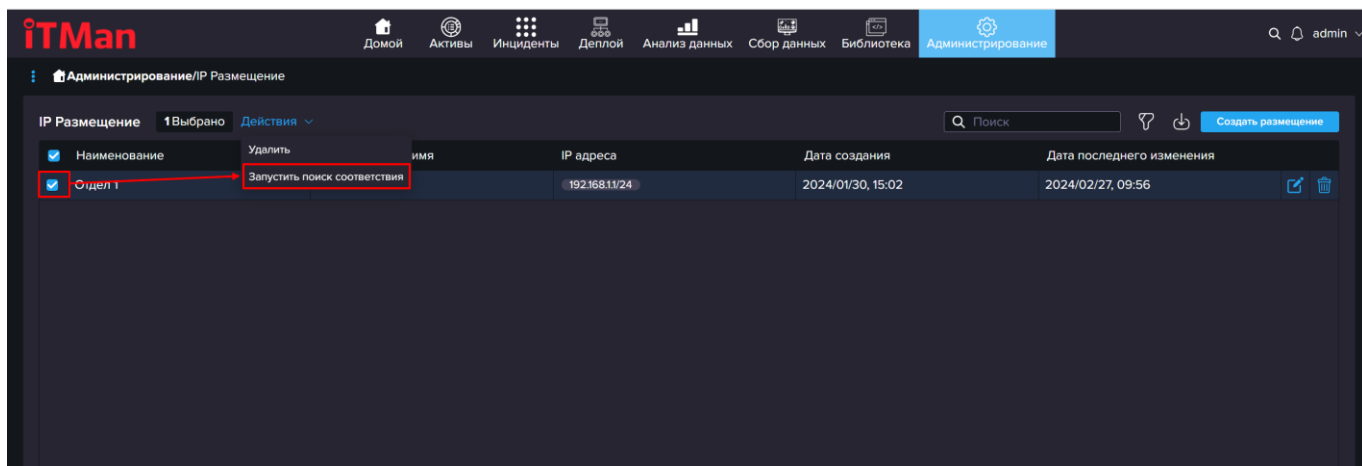 iTMan
Домой Активы Инциденты Деплой Анализ данных Сбор данных Библиотека Администрирование admin
Администрирование/IP Размещение
IP Размещение 1 Выбрано Действия Поиск Создать размещение
Наименование Удалить имя IP адреса Дата создания Дата последнего изменения
Отдел 1 Запустить поиск соответствия 192.168.1.1/24 2024/01/30, 15:02 2024/02/27, 09:56